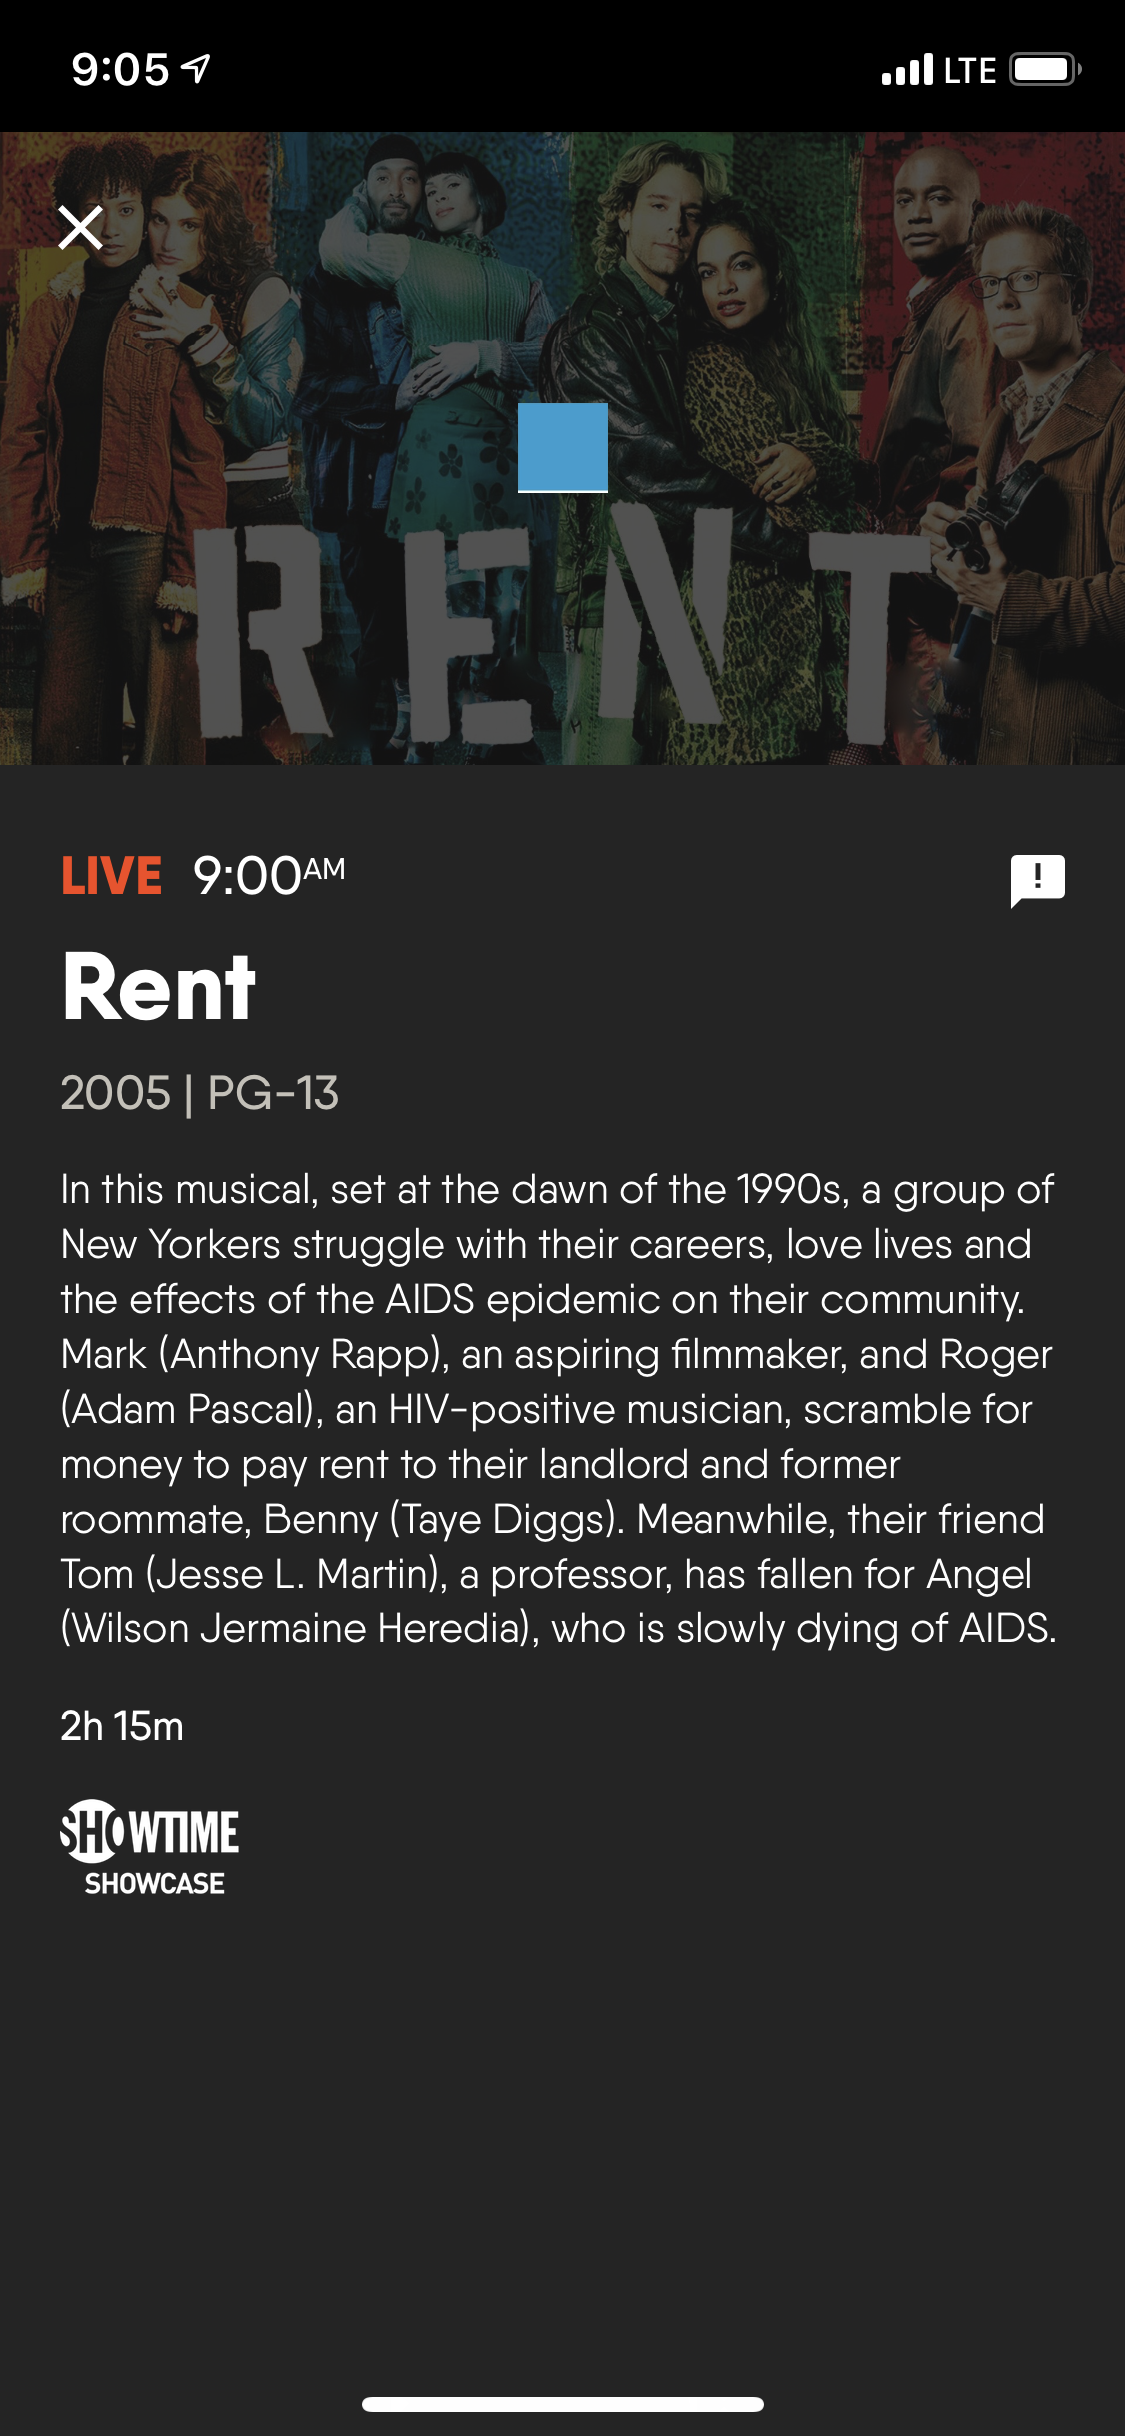 9:05 LTE
RENT
LIVE 9:00AM
!
Rent
2005 | PG-13
In this musical, set at the dawn of the 1990s, a group of
New Yorkers struggle with their careers, love lives and
the effects of the AIDS epidemic on their community.
Mark (Anthony Rapp), an aspiring filmmaker, and Roger
(Adam Pascal), an HIV-positive musician, scramble for
money to pay rent to their landlord and former
roommate, Benny (Taye Diggs). Meanwhile, their friend
Tom (Jesse L. Martin), a professor, has fallen for Angel
(Wilson Jermaine Heredia), who is slowly dying of AIDS.
2h 15m
SHOWTIME
SHOWCASE